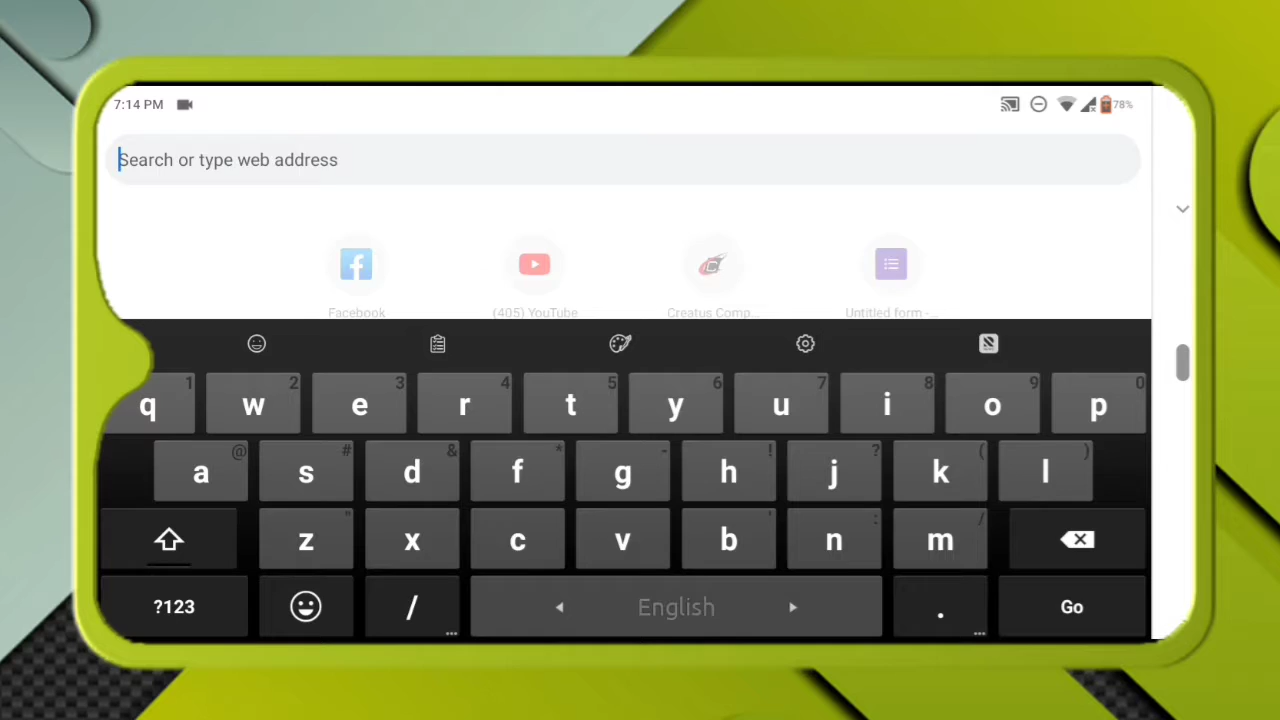 7:14 PM 78%
Search or type web address
Facebook (405) YouTube Creatus Comp... Untitled form -...
1 2 3 4 5 6 7 8 9 0
q w e r t y u i o p
@ # & * - ! ? ( )
a s d f g h j k l
" ' : /
z x c v b n m
?123 / ... English . ... Go